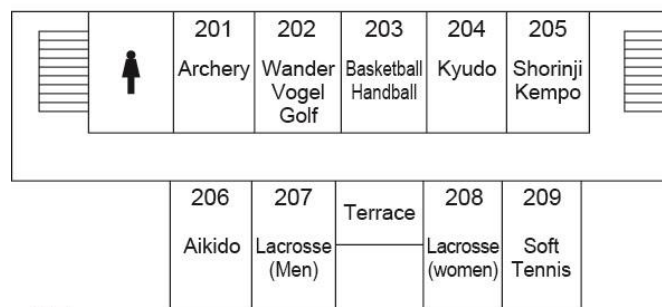 201
Archery
202
Wander
Vogel
Golf
203
Basketball
Handball
204
Kyudo
205
Shorinji
Kempo
206
Aikido
207
Lacrosse
(Men)
Terrace
208
Lacrosse
(women)
209
Soft
Tennis